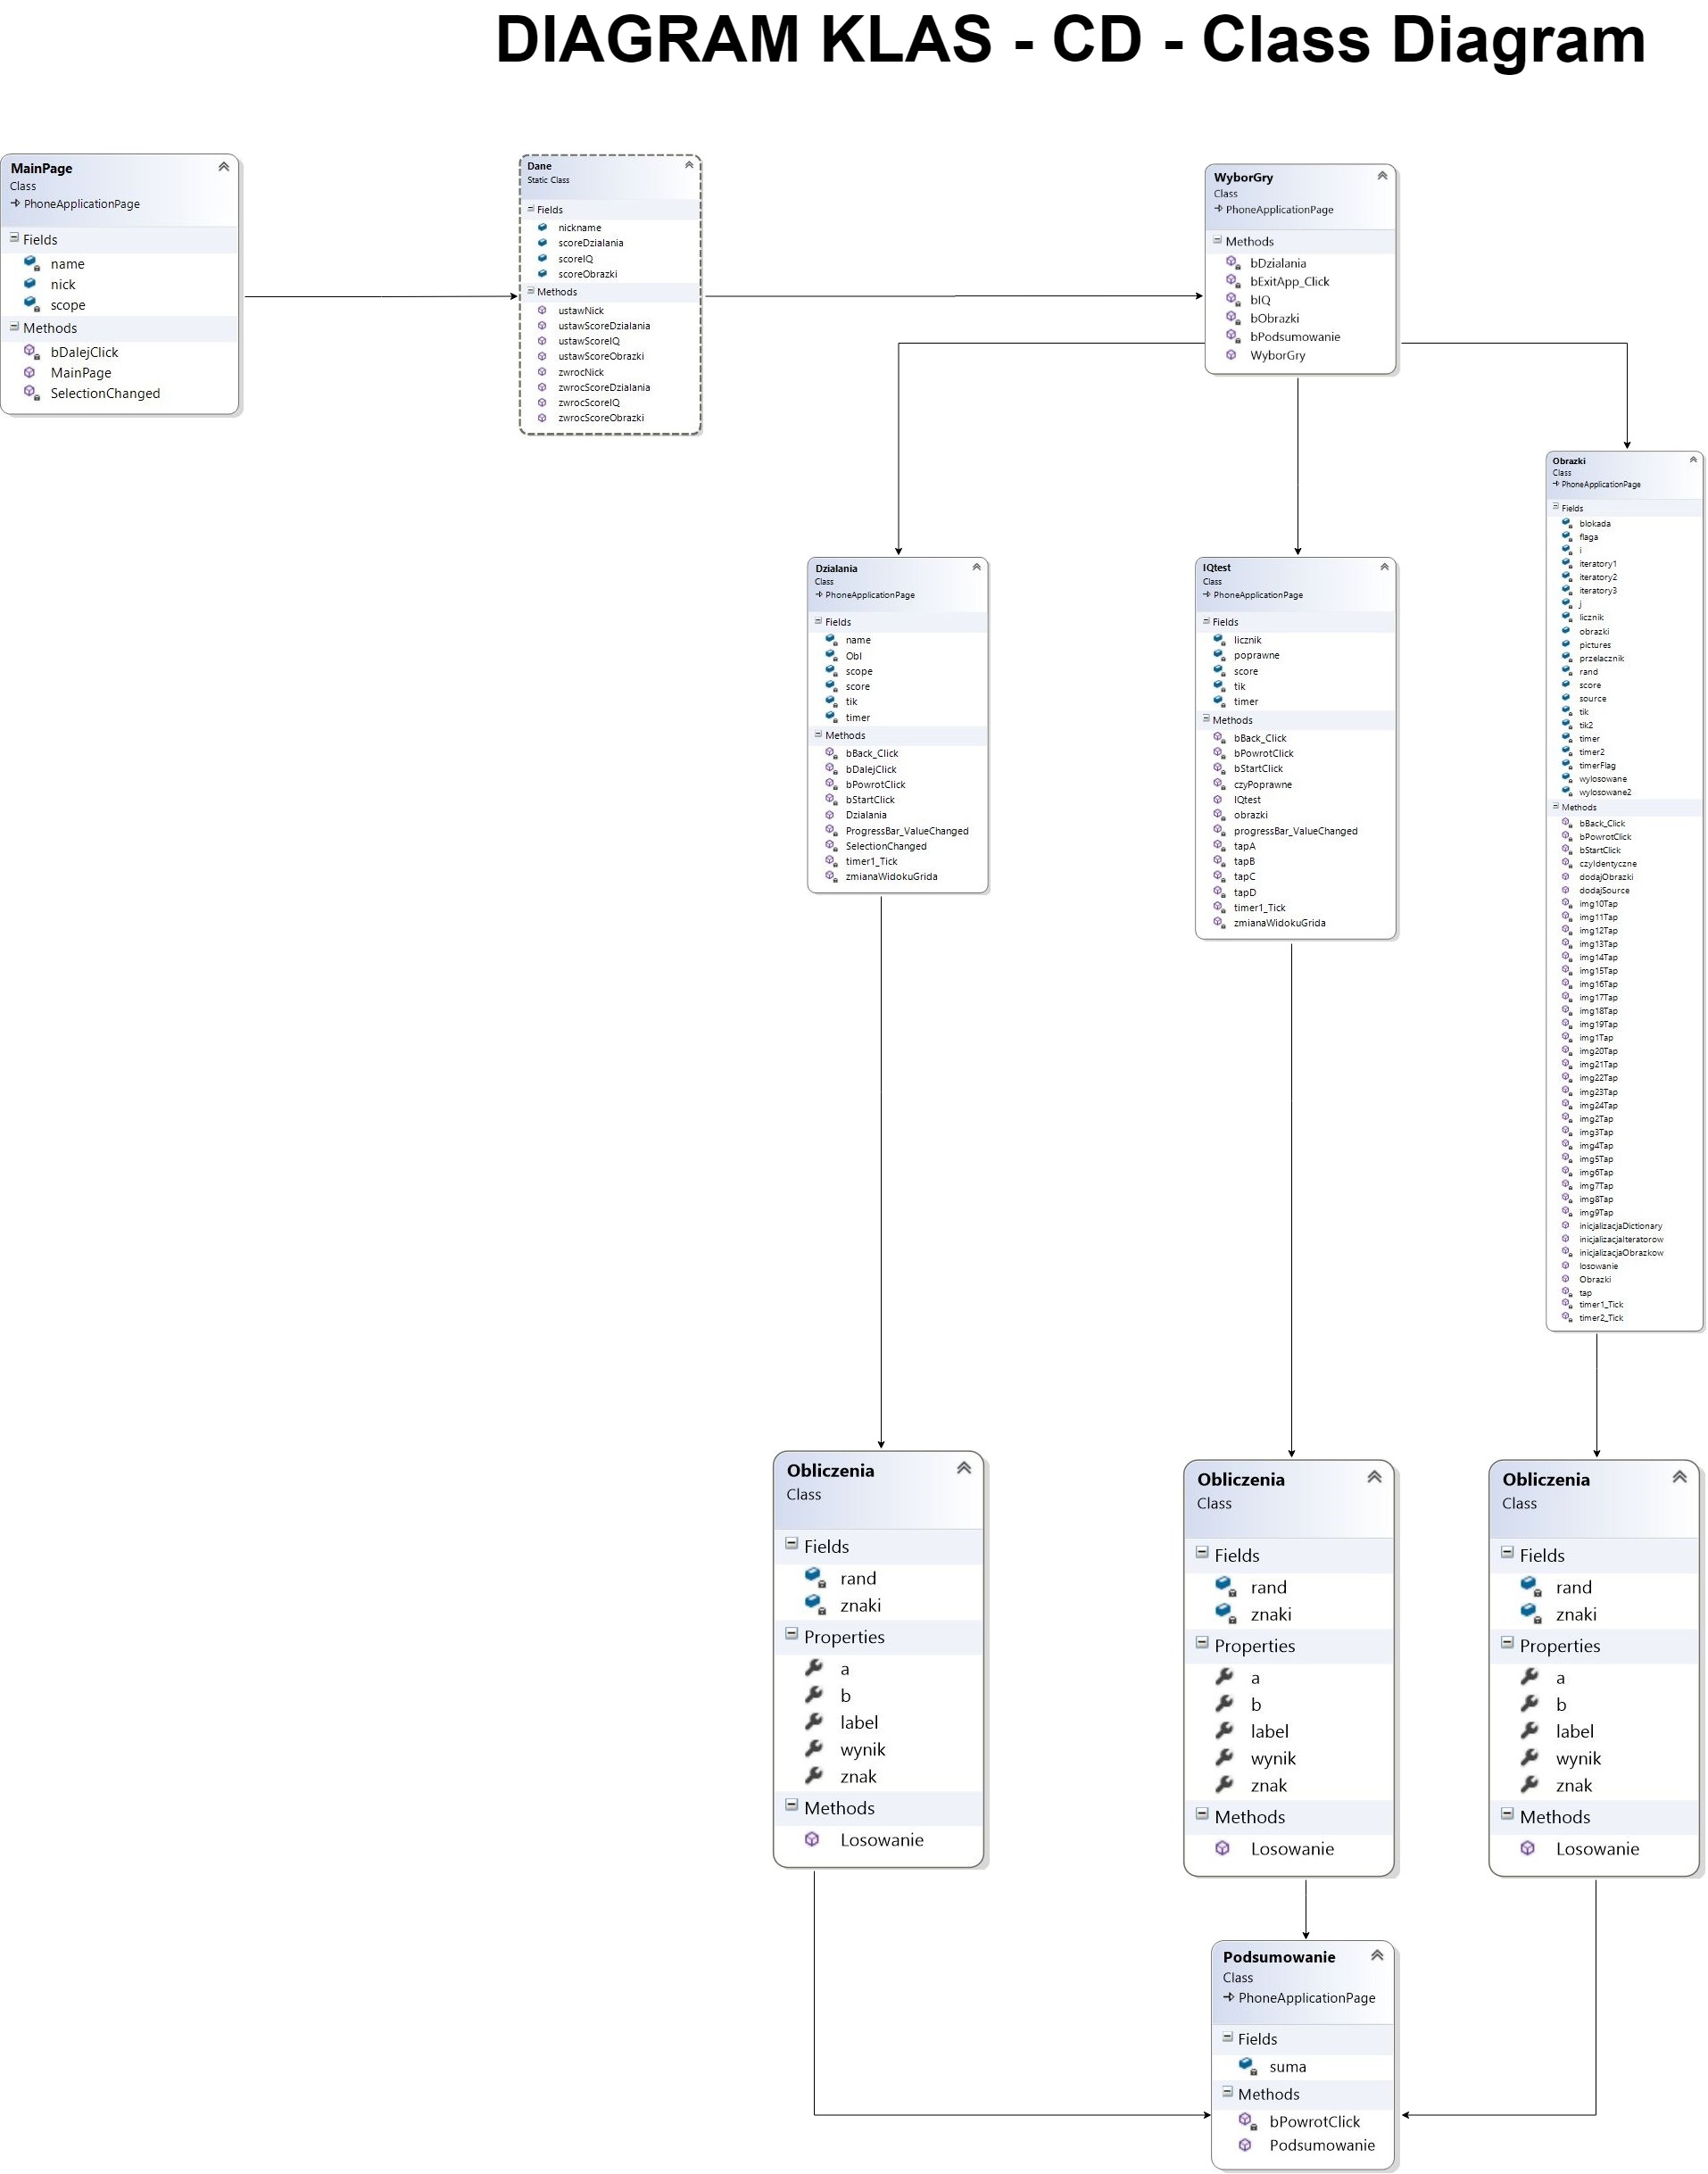 DIAGRAM KLAS - CD - Class Diagram
MainPage
Class
PhoneApplicationPage
Fields
name
nick
scope
Methods
bDalejClick
MainPage
SelectionChanged
Dane
Static Class
Fields
nickname
scoreDzialania
scoreIQ
scoreObrazki
Methods
ustawNick
ustawScoreDzialania
ustawScoreIQ
ustawScoreObrazki
zwrocNick
zwrocScoreDzialania
zwrocScoreIQ
zwrocScoreObrazki
WyborGry
Class
PhoneApplicationPage
Methods
bDzialania
bExitApp_Click
bIQ
bObrazki
bPodsumowanie
WyborGry
Dzialania
Class
PhoneApplicationPage
Fields
name
Obl
scope
score
tik
timer
Methods
bBack_Click
bDalejClick
bPowrotClick
bStartClick
Dzialania
ProgressBar_ValueChanged
SelectionChanged
timer1_Tick
zmianaWidokuGrida
IQtest
Class
PhoneApplicationPage
Fields
licznik
poprawne
score
tik
timer
Methods
bBack_Click
bPowrotClick
bStartClick
czyPoprawne
IQtest
obrazki
progressBar_ValueChanged
tapA
tapB
tapC
tapD
timer1_Tick
zmianaWidokuGrida
Obrazki
Class
PhoneApplicationPage
Fields
blokada
flaga
i
iteratory1
iteratory2
iteratory3
j
licznik
obrazki
pictures
przelacznik
rand
score
source
tik
tik2
timer
timer2
timerFlag
wylosowane
wylosowane2
Methods
bBack_Click
bPowrotClick
bStartClick
czyIdentyczne
dodajObrazki
dodajSource
img10Tap
img11Tap
img12Tap
img13Tap
img14Tap
img15Tap
img16Tap
img17Tap
img18Tap
img19Tap
img1Tap
img20Tap
img21Tap
img22Tap
img23Tap
img24Tap
img2Tap
img3Tap
img4Tap
img5Tap
img6Tap
img7Tap
img8Tap
img9Tap
inicjalizacjaDictionary
inicjalizacjaIteratorow
inicjalizacjaObrazkow
losowanie
Obrazki
tap
timer1_Tick
timer2_Tick
Obliczenia
Class
Fields
rand
znaki
Properties
a
b
label
wynik
znak
Methods
Losowanie
Obliczenia
Class
Fields
rand
znaki
Properties
a
b
label
wynik
znak
Methods
Losowanie
Obliczenia
Class
Fields
rand
znaki
Properties
a
b
label
wynik
znak
Methods
Losowanie
Podsumowanie
Class
PhoneApplicationPage
Fields
suma
Methods
bPowrotClick
Podsumowanie